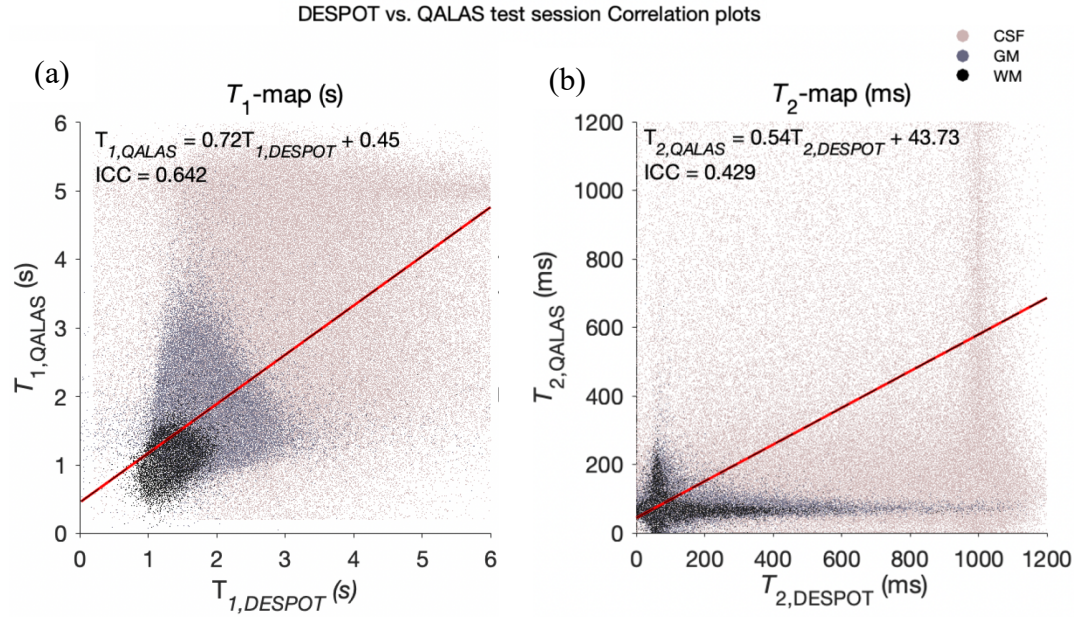 DESPOT vs. QALAS test session Correlation plots
CSF
GM
WM
(a)
T1-map (s)
T1,QALAS = 0.72T1,DESPOT + 0.45
ICC = 0.642
6
5
4
3
2
1
0
T1,QALAS (s)
0 1 2 3 4 5 6
T1,DESPOT (s)
(b)
T2-map (ms)
T2,QALAS = 0.54T2,DESPOT + 43.73
ICC = 0.429
1200
1000
800
600
400
200
0
T2,QALAS (ms)
0 200 400 600 800 1000 1200
T2,DESPOT (ms)